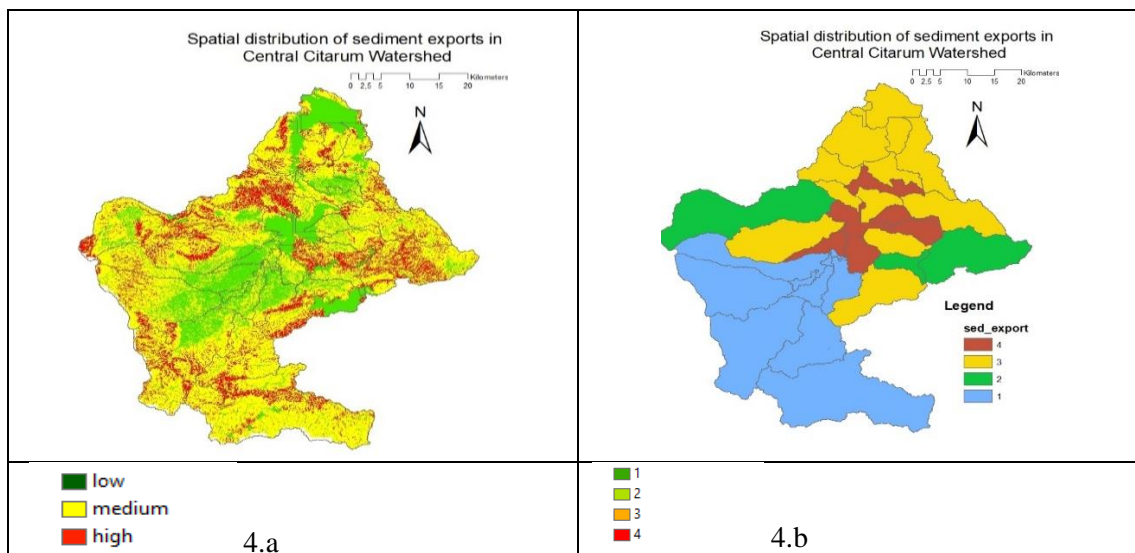 Spatial distribution of sediment exports in
Central Citarum Watershed
Kilometers
0 2,5 5 10 15 20
N
low
medium
high
4.a
Spatial distribution of sediment exports in
Central Citarum Watershed
Kilometers
0 2,5 5 10 15 20
N
Legend
sed_export
4
3
2
1
1
2
3
4
4.b